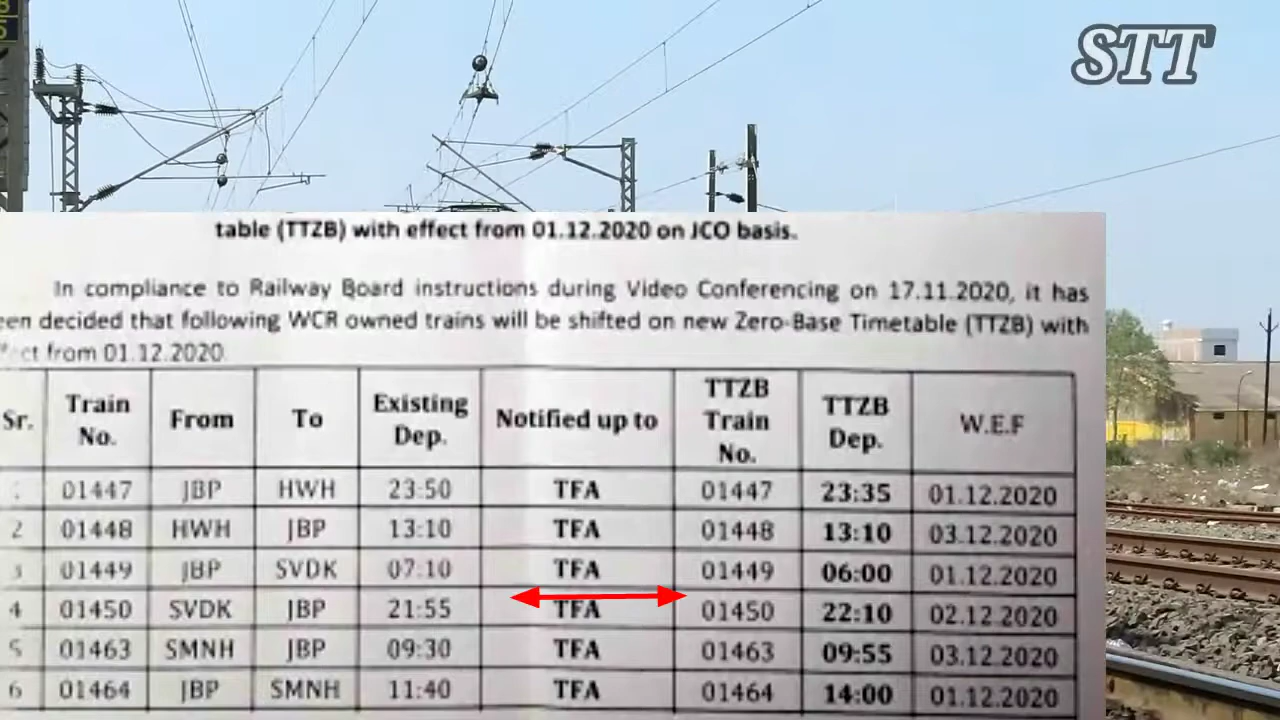 STT
table (TTZB) with effect from 01.12.2020 on JCO basis.
In compliance to Railway Board instructions during Video Conferencing on 17.11.2020, it has
een decided that following WCR owned trains will be shifted on new Zero-Base Timetable (TTZB) with
ect from 01.12.2020
Sr. Train No. From To Existing Dep. Notified up to TTZB Train No. TTZB Dep. W.E.F
01447 JBP HWH 23:50 TFA 01447 23:35 01.12.2020
2 01448 HWH JBP 13:10 TFA 01448 13:10 03.12.2020
3 01449 JBP SVDK 07:10 TFA 01449 06:00 01.12.2020
4 01450 SVDK JBP 21:55 TFA 01450 22:10 02.12.2020
5 01463 SMNH JBP 09:30 TFA 01463 09:55 03.12.2020
6 01464 JBP SMNH 11:40 TFA 01464 14:00 01.12.2020